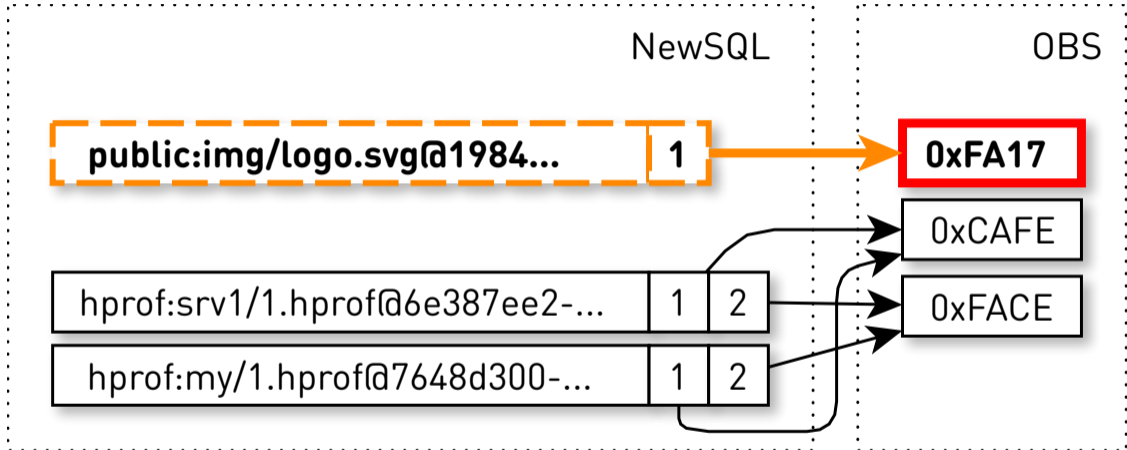 NewSQL OBS
public:img/logo.svg@1984... 1 0xFA17
0xCAFE
hprof:srv1/1.hprof@6e387ee2-... 1 2 0xFACE
hprof:my/1.hprof@7648d300-... 1 2